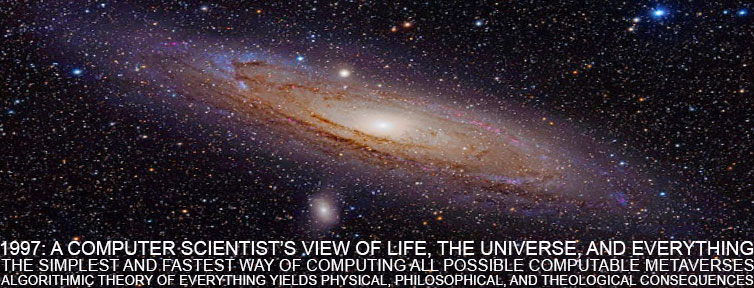 1997: A COMPUTER SCIENTIST'S VIEW OF LIFE, THE UNIVERSE, AND EVERYTHING
THE SIMPLEST AND FASTEST WAY OF COMPUTING ALL POSSIBLE COMPUTABLE METAVERSES
ALGORITHMIC THEORY OF EVERYTHING YIELDS PHYSICAL, PHILOSOPHICAL, AND THEOLOGICAL CONSEQUENCES